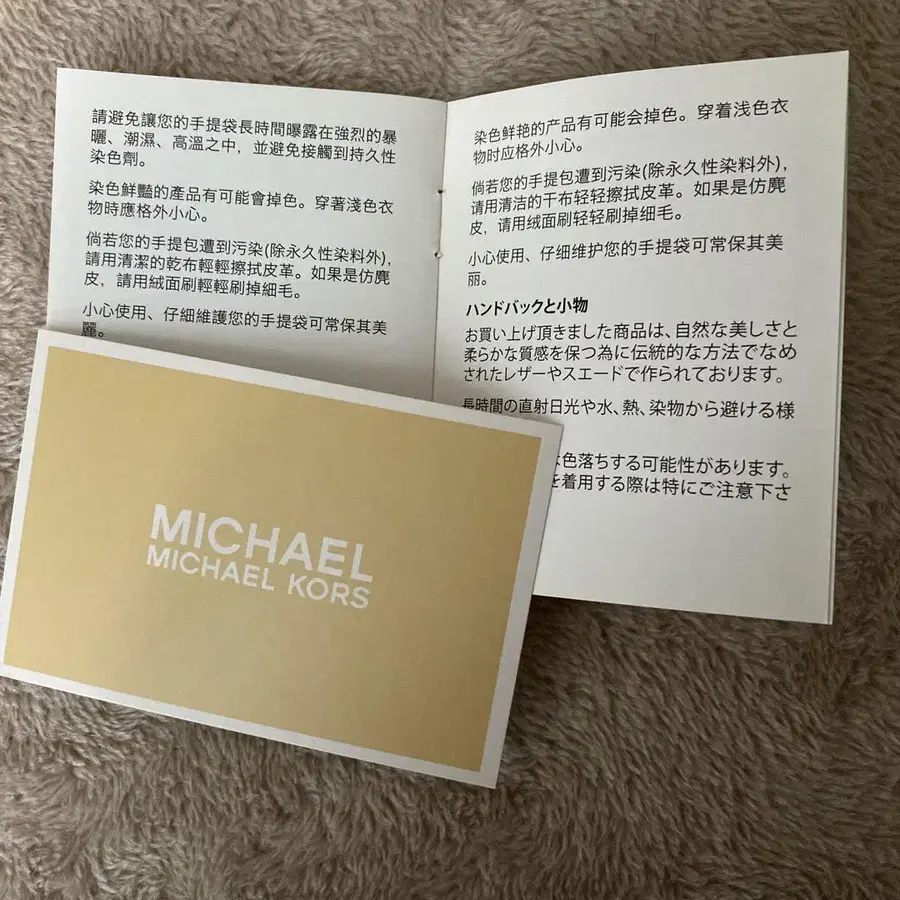 請避免讓您的手提袋長時間曝露在強烈的暴
曬、潮濕、高溫之中，並避免接觸到持久性
染色劑。
染色鮮豔的產品有可能會掉色。穿著淺色衣
物時應格外小心。
倘若您的手提包遭到污染(除永久性染料外)，
請用清潔的乾布輕輕擦拭皮革。如果是仿麂
皮，請用絨面刷輕輕刷掉細毛。
小心使用、仔細維護您的手提袋可常保其美
麗。
染色鲜艳的产品有可能会掉色。穿着浅色衣
物时应格外小心。
倘若您的手提包遭到污染(除永久性染料外)，
请用清洁的干布轻轻擦拭皮革。如果是仿麂
皮，请用绒面刷轻轻刷掉细毛。
小心使用、仔细维护您的手提袋可常保其美
丽。
ハンドバックと小物
お買い上げ頂きました商品は、自然な美しさと
柔らかな質感を保つ為に伝統的な方法でなめ
されたレザーやスエードで作られております。
長時間の直射日光や水、熱、染物から避ける様
色落ちする可能性があります。
を着用する際は特にご注意下さ
MICHAEL
MICHAEL KORS